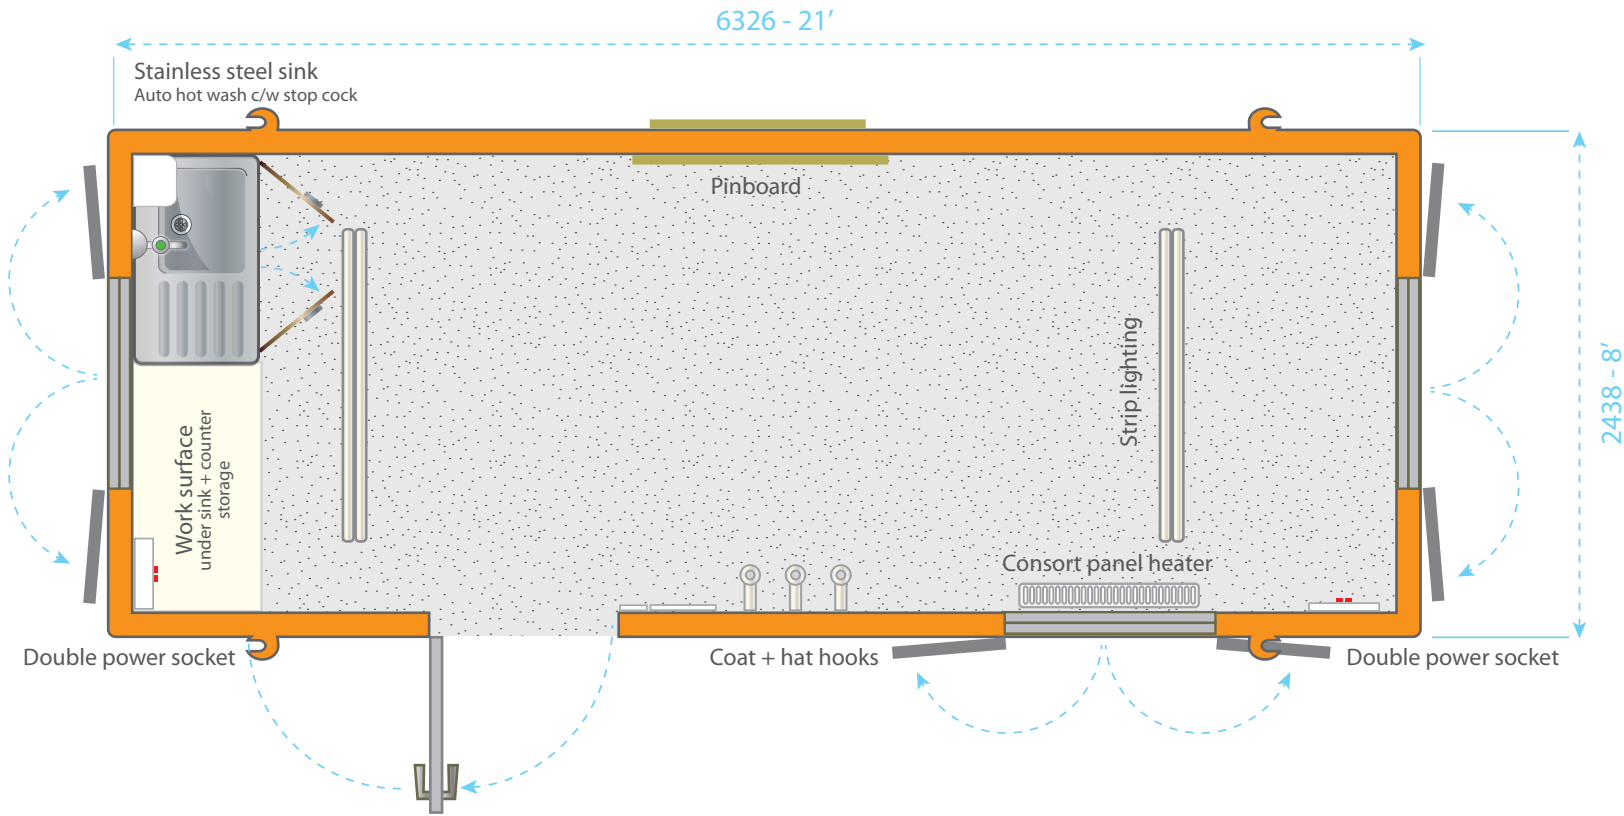 6326 - 21′
Stainless steel sink
Auto hot wash c/w stop cock
Pinboard
Strip lighting
2438 - 8′
Work surface
under sink + counter
storage
Consort panel heater
Double power socket
Coat + hat hooks
Double power socket